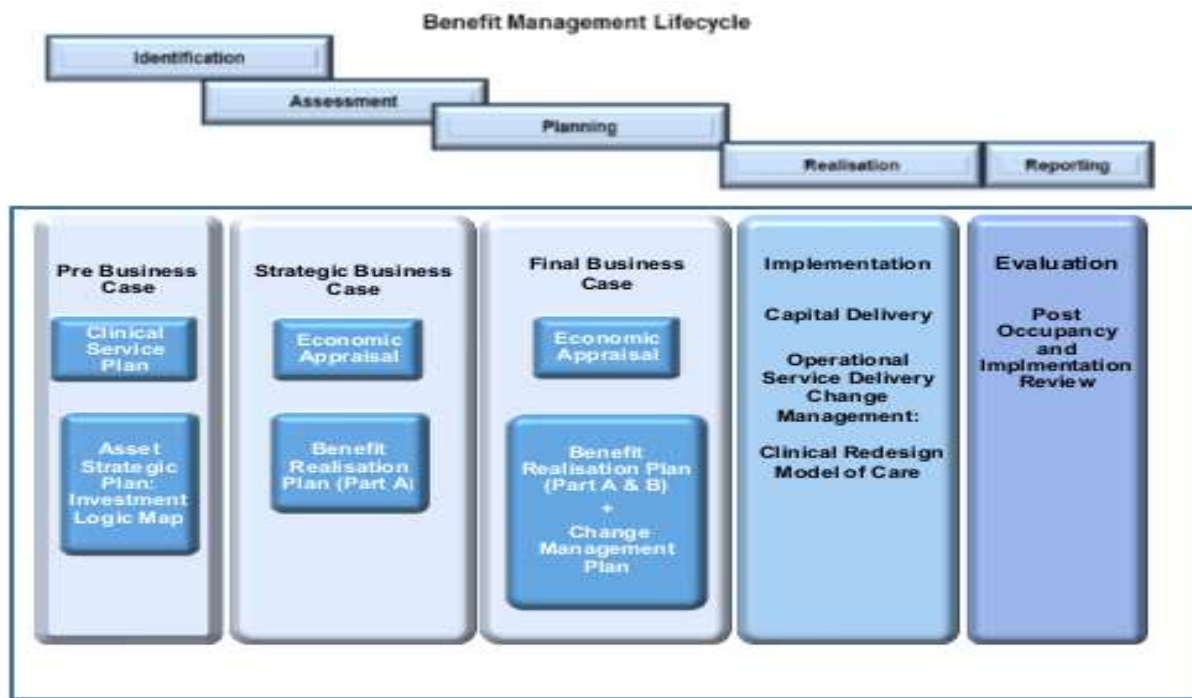 Benefit Management Lifecycle
Identification
Assessment
Planning
Realisation
Reporting
Pre Business
Case
Clinical
Service
Plan
Asset
Strategic
Plan:
Investment
Logic Map
Strategic Business
Case
Economic
Appraisal
Benefit
Realisation
Plan (Part A)
Final Business
Case
Economic
Appraisal
Benefit
Realisation Plan
(Part A & B)
+
Change
Management
Plan
Implementation
Capital Delivery
Operational
Service Delivery
Change
Management:
Clinical Redesign
Model of Care
Evaluation
Post
Occupancy
and
Implmentation
Review